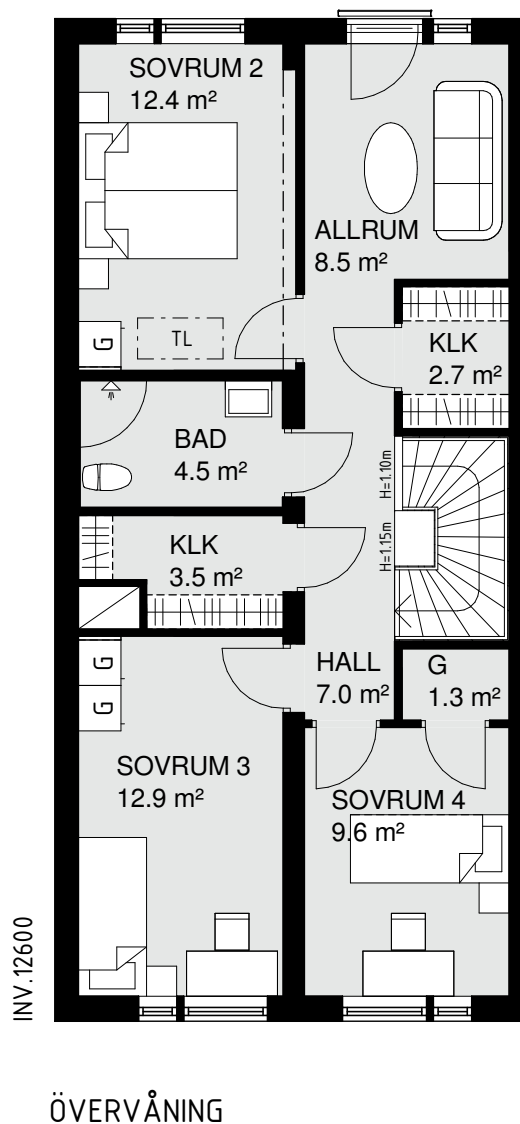 SOVRUM 2
12.4 m²
ALLRUM
8.5 m²
G
TL
KLK
2.7 m²
BAD
4.5 m²
H=1.10m
H=1.15m
KLK
3.5 m²
G
G
HALL
7.0 m²
G
1.3 m²
SOVRUM 3
12.9 m²
SOVRUM 4
9.6 m²
INV.12600
ÖVERVÅNING